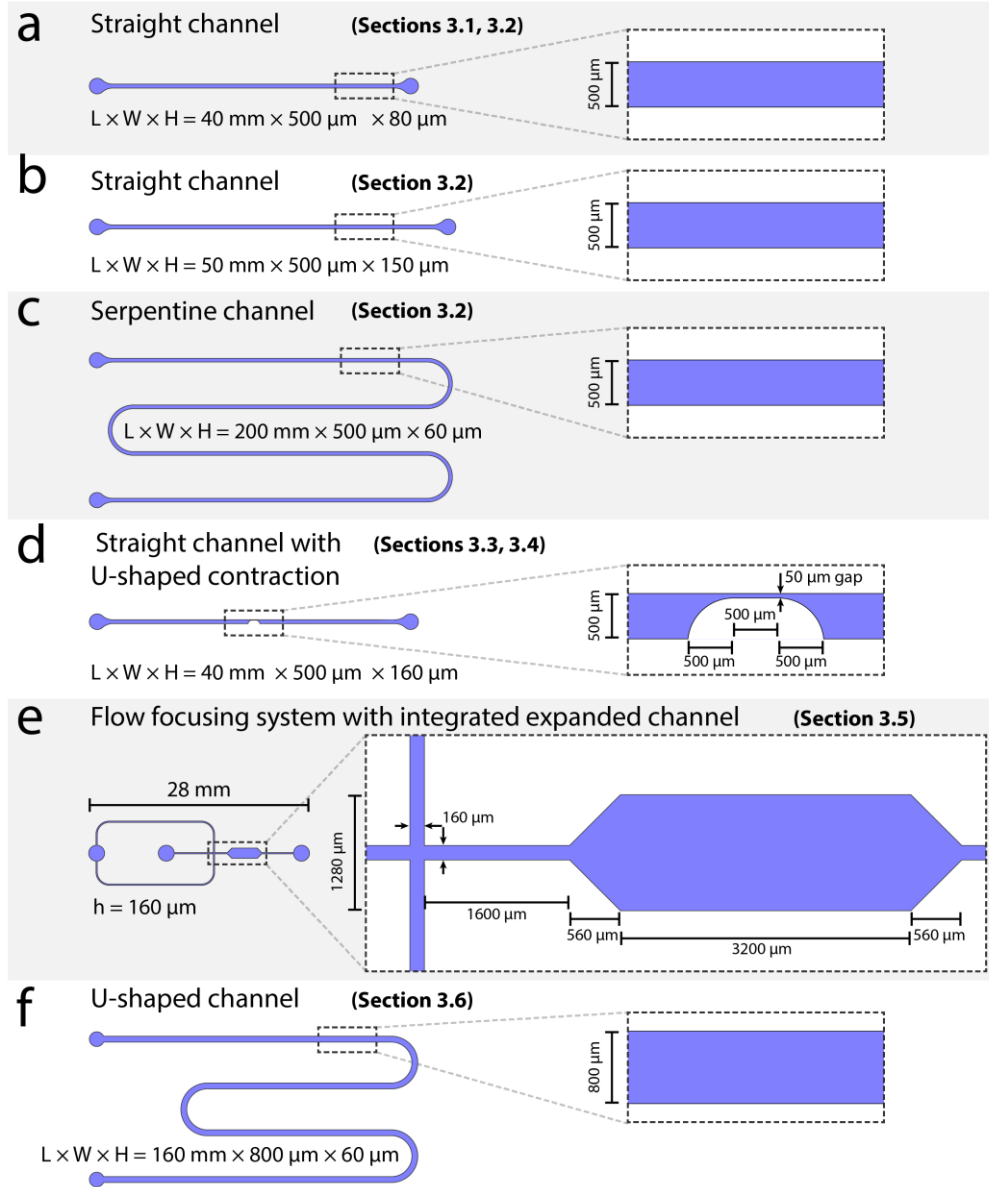 a Straight channel (Sections 3.1, 3.2)
500 µm
L × W × H = 40 mm × 500 µm × 80 µm
b Straight channel (Section 3.2)
500 µm
L × W × H = 50 mm × 500 µm × 150 µm
c Serpentine channel (Section 3.2)
500 µm
L × W × H = 200 mm × 500 µm × 60 µm
d Straight channel with (Sections 3.3, 3.4)
U-shaped contraction
50 µm gap
500 µm
500 µm
500 µm 500 µm
L × W × H = 40 mm × 500 µm × 160 µm
e Flow focusing system with integrated expanded channel (Section 3.5)
28 mm
160 µm
1280 µm
h = 160 µm
1600 µm
560 µm 560 µm
3200 µm
f U-shaped channel (Section 3.6)
800 µm
L × W × H = 160 mm × 800 µm × 60 µm